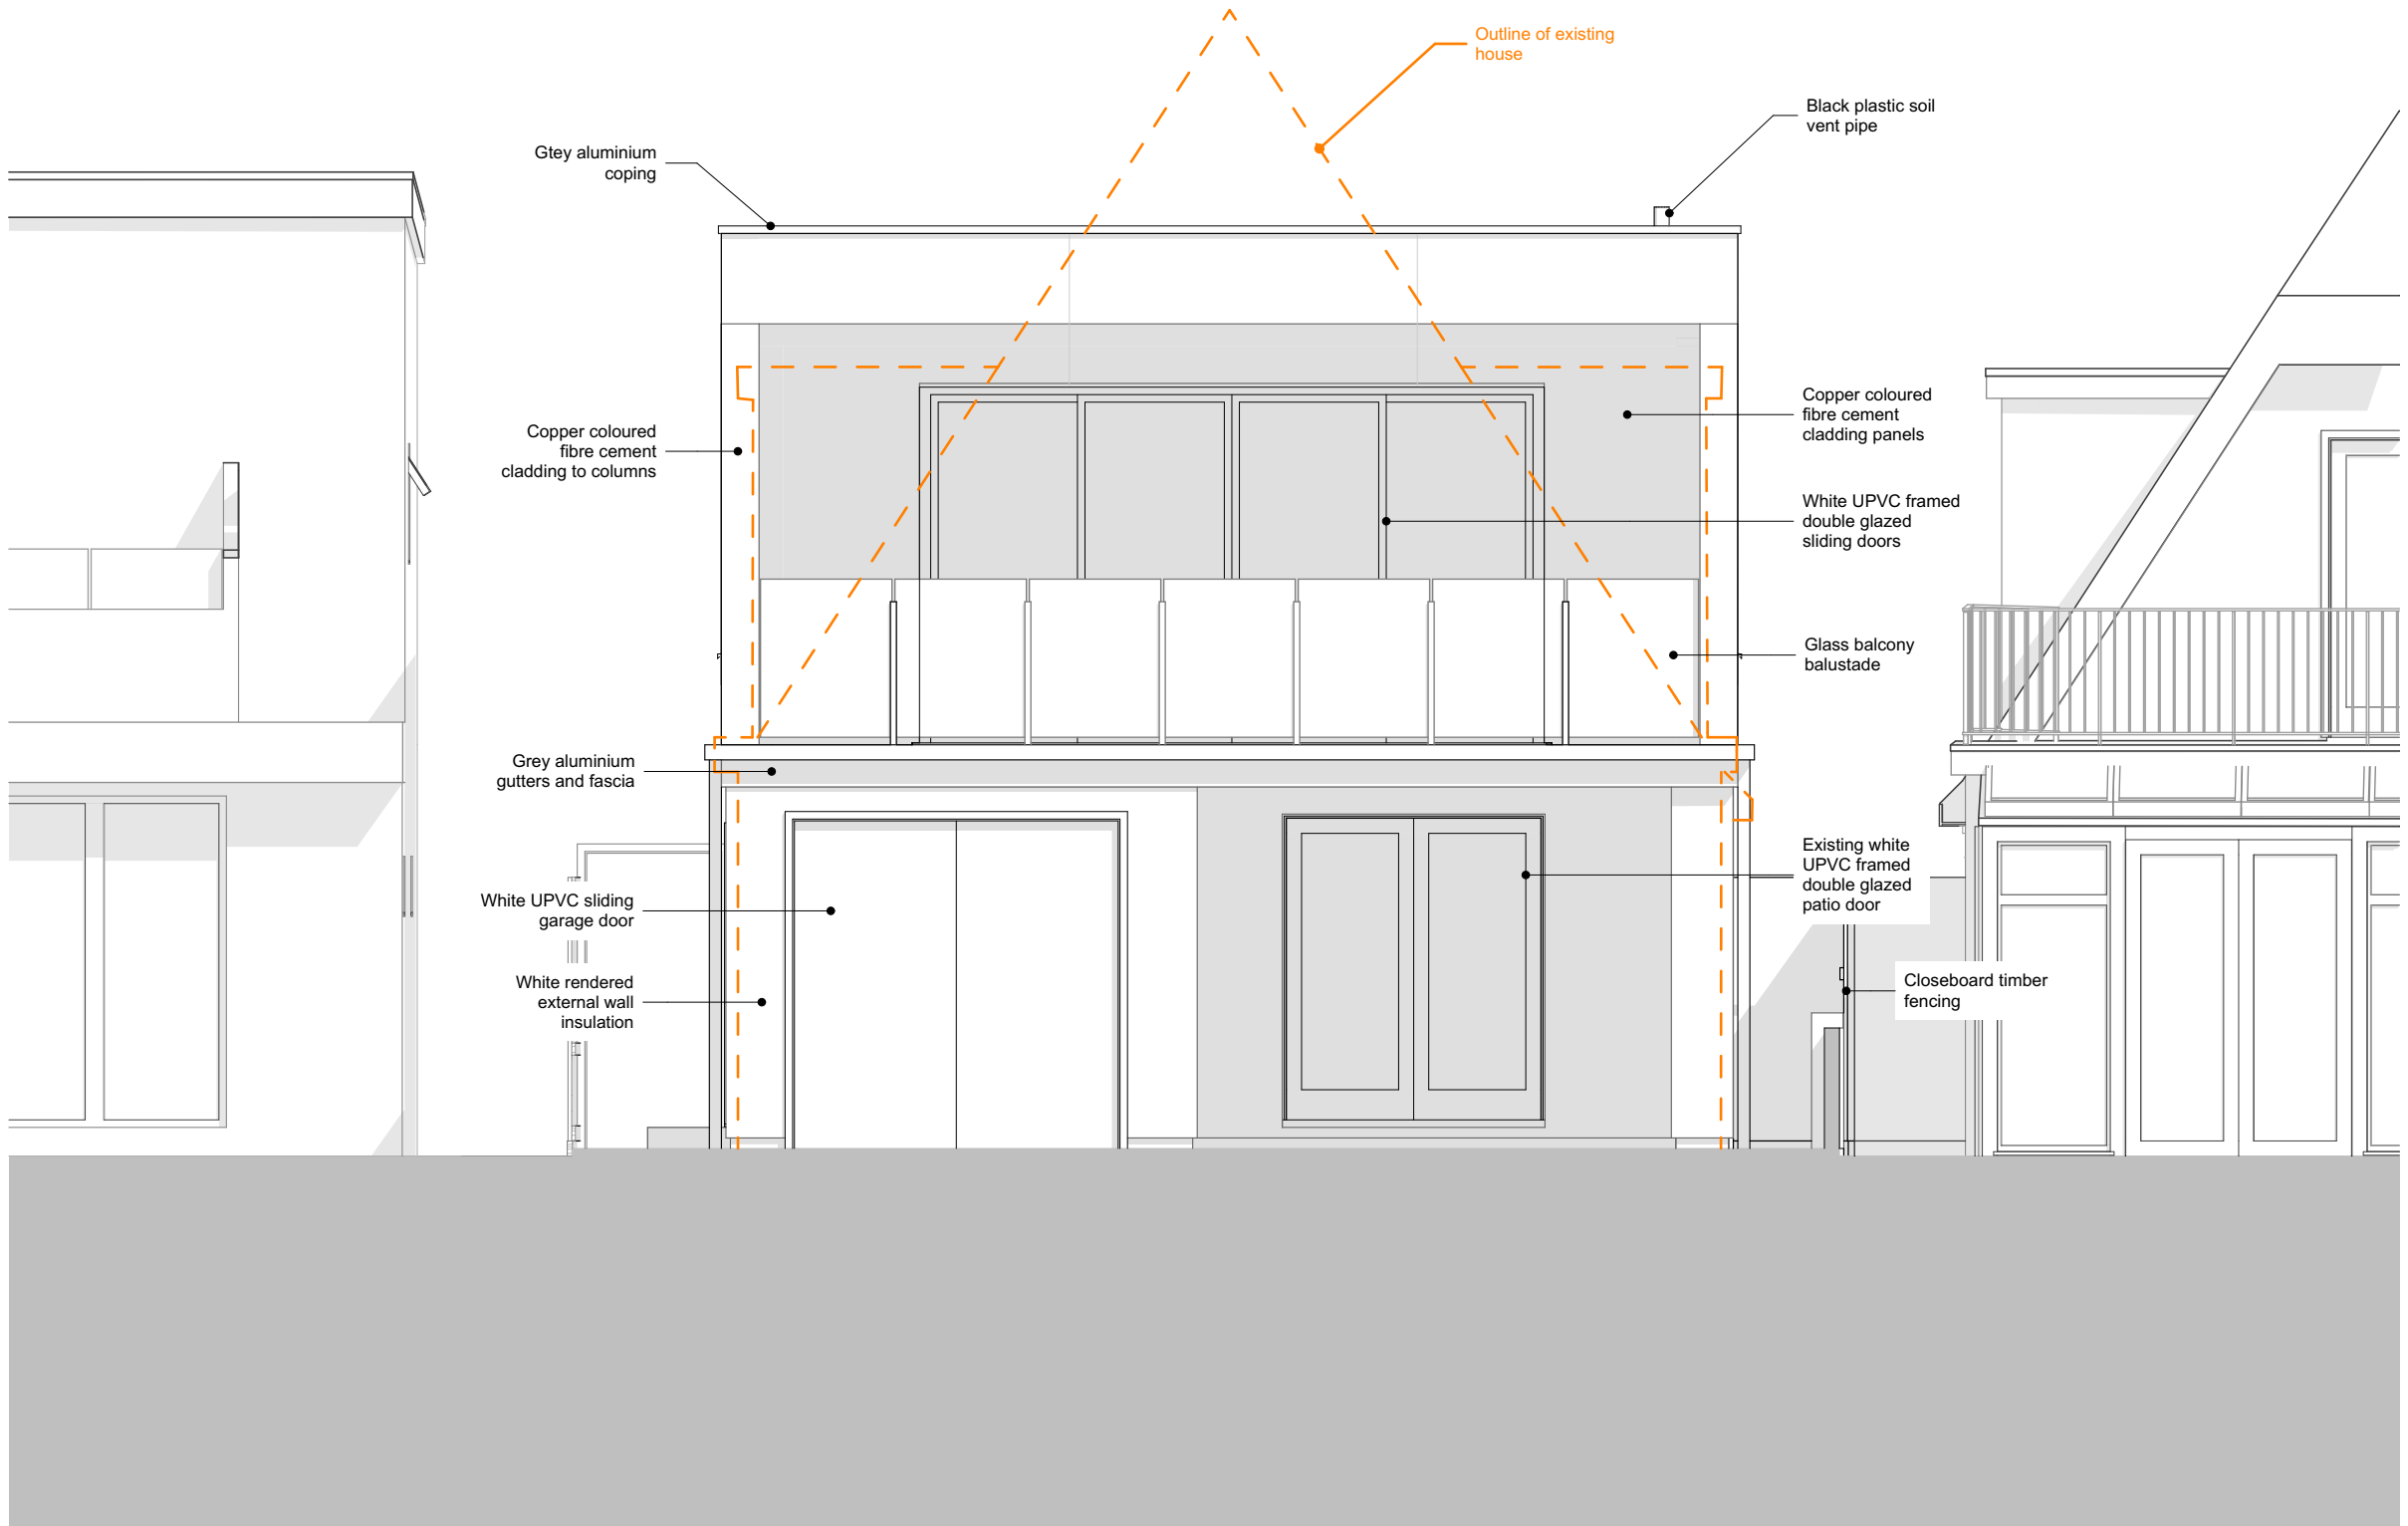 Outline of existing
house
Black plastic soil
vent pipe
Gtey aluminium
coping
Copper coloured
fibre cement
cladding panels
Copper coloured
fibre cement
cladding to columns
White UPVC framed
double glazed
sliding doors
Glass balcony
balustade
Grey aluminium
gutters and fascia
Existing white
UPVC framed
double glazed
patio door
White UPVC sliding
garage door
White rendered
external wall
insulation
Closeboard timber
fencing